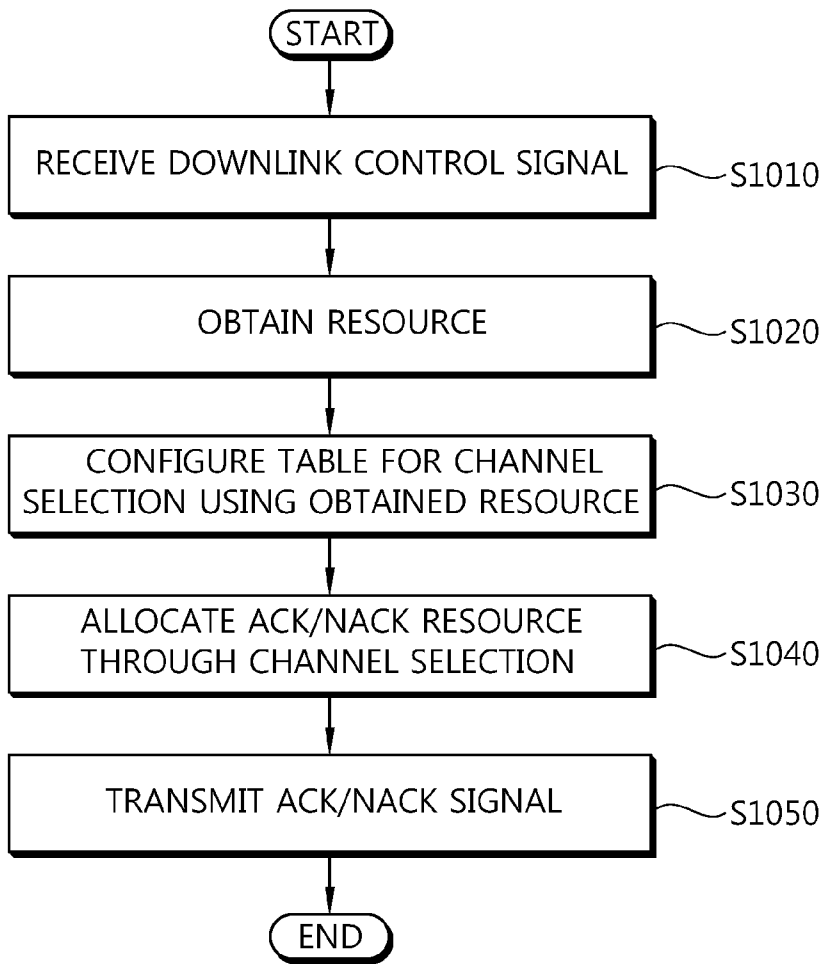 START
RECEIVE DOWNLINK CONTROL SIGNAL
S1010
OBTAIN RESOURCE
S1020
CONFIGURE TABLE FOR CHANNEL
SELECTION USING OBTAINED RESOURCE
S1030
ALLOCATE ACK/NACK RESOURCE
THROUGH CHANNEL SELECTION
S1040
TRANSMIT ACK/NACK SIGNAL
S1050
END